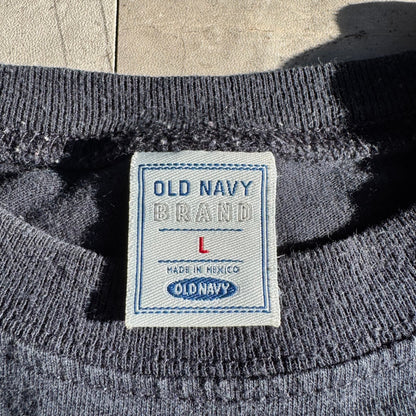 OLD NAVY
BRAND
L
MADE IN MEXICO
OLD NAVY